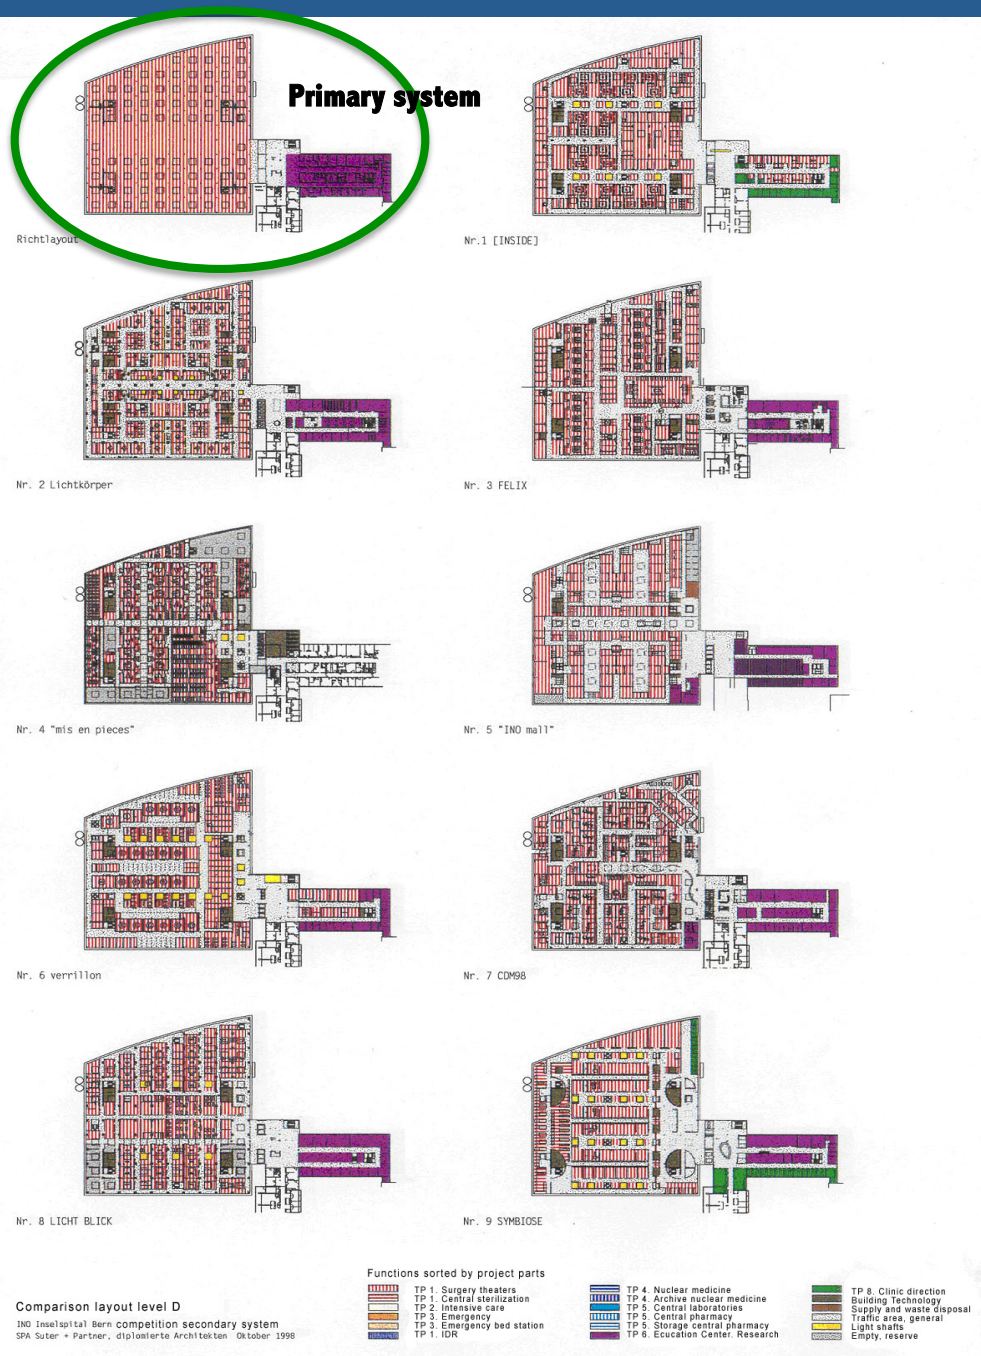 Primary system
Richtlayout
Nr.1 [INSIDE]
Nr. 2 Lichtkörper
Nr. 3 FELIX
Nr. 4 "mis en pieces"
Nr. 5 "INO mall"
Nr. 6 verrillon
Nr. 7 CDM98
Nr. 8 LICHT BLICK
Nr. 9 SYMBIOSE
Functions sorted by project parts
TP 1. Surgery theaters
TP 1. Central sterilization
TP 2. Intensive care
TP 3. Emergency
TP 3. Emergency bed station
TP 1. IDR
TP 4. Nuclear medicine
TP 4. Archive nuclear medicine
TP 5. Central laboratories
TP 5. Central pharmacy
TP 5. Storage central pharmacy
TP 6. Ecucation Center. Research
TP 8. Clinic direction
Building Technology
Supply and waste disposal
Traffic area, general
Light shafts
Empty, reserve
Comparison layout level D
INO Inselspital Bern competition secondary system
SPA Suter + Partner, diplomierte Architekten Oktober 1998